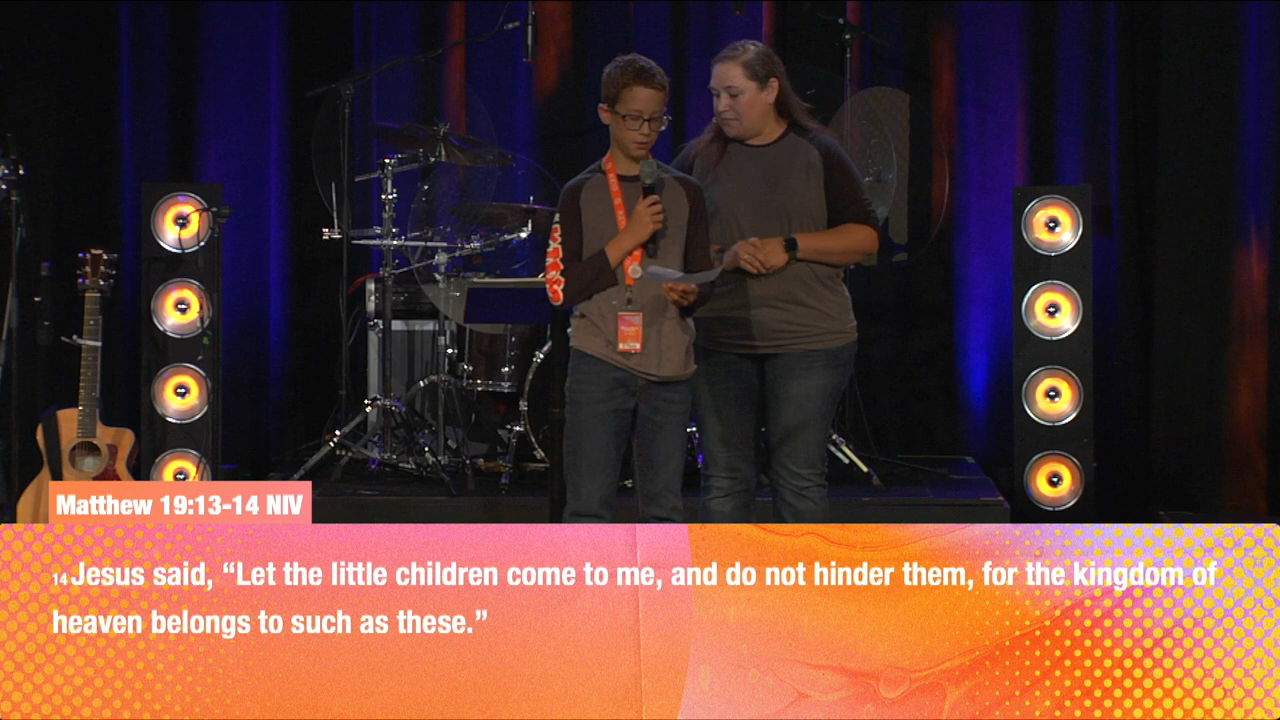 Matthew 19:13-14 NIV
14 Jesus said, “Let the little children come to me, and do not hinder them, for the kingdom of
heaven belongs to such as these.”